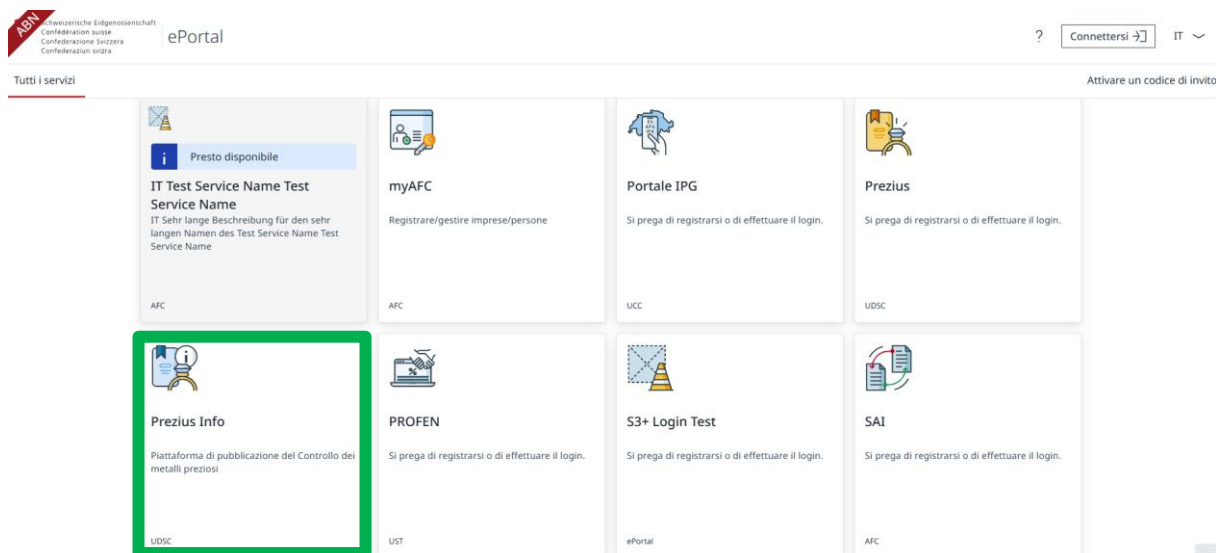 ABN
Schweizerische Eidgenossenschaft
Confédération suisse
Confederazione Svizzera
Confederaziun svizra
ePortal
?
Connettersi
IT
Tutti i servizi
Attivare un codice di invito
Presto disponibile
IT Test Service Name Test
Service Name
IT Sehr lange Beschreibung für den sehr
langen Namen des Test Service Name Test
Service Name
AFC
myAFC
Registrare/gestire imprese/persone
AFC
Portale IPG
Si prega di registrarsi o di effettuare il login.
UCC
Prezius
Si prega di registrarsi o di effettuare il login.
UDSC
Prezius Info
Piattaforma di pubblicazione del Controllo dei
metalli preziosi
UDSC
PROFEN
Si prega di registrarsi o di effettuare il login.
UST
S3+ Login Test
Si prega di registrarsi o di effettuare il login.
ePortal
SAI
Si prega di registrarsi o di effettuare il login.
AFC